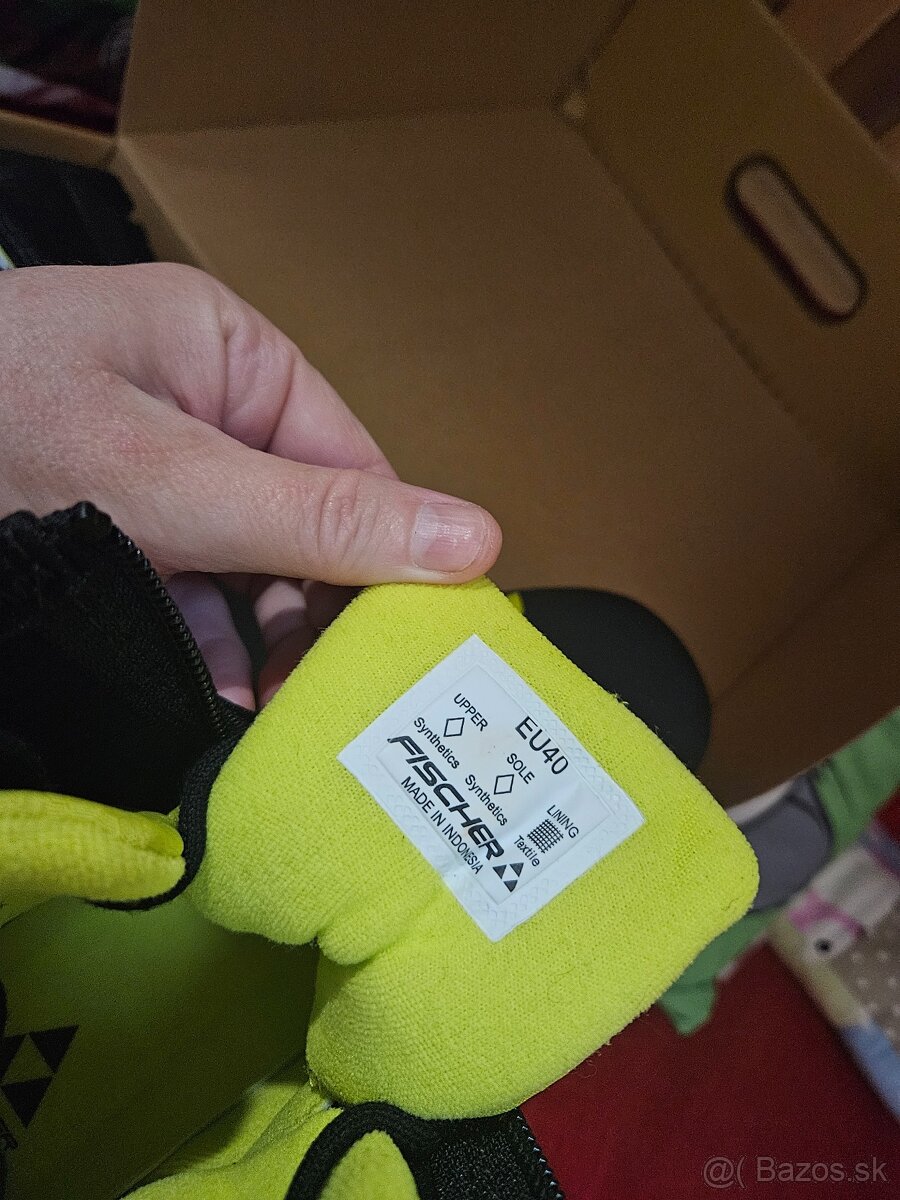 EU40
UPPER
Synthetics
SOLE
Synthetics
LINING
Textile
FISCHER
MADE IN INDONESIA
@( Bazos.sk